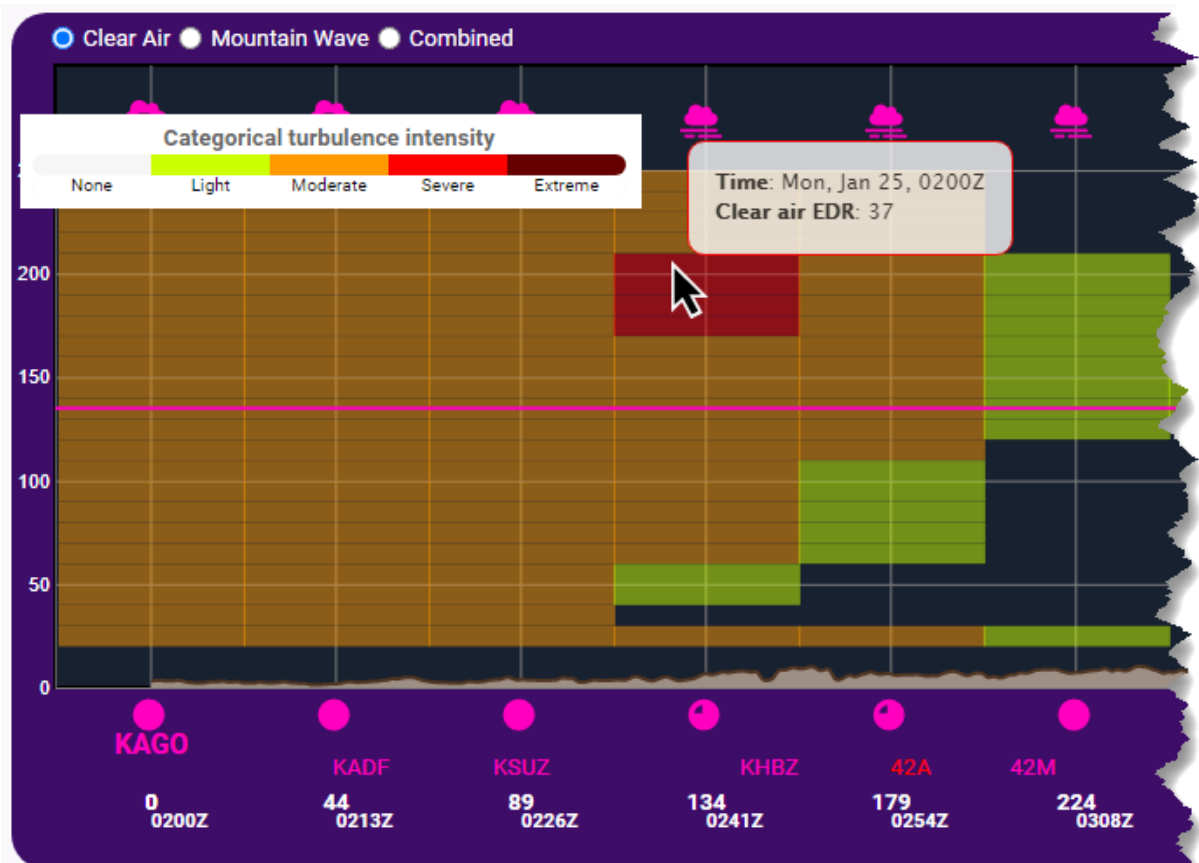 Clear Air Mountain Wave Combined
Categorical turbulence intensity
None Light Moderate Severe Extreme
Time: Mon, Jan 25, 0200Z
Clear air EDR: 37
200
150
100
50
0
KAGO
KADF KSUZ KHBZ 42A 42M
0 44 89 134 179 224
0200Z 0213Z 0226Z 0241Z 0254Z 0308Z